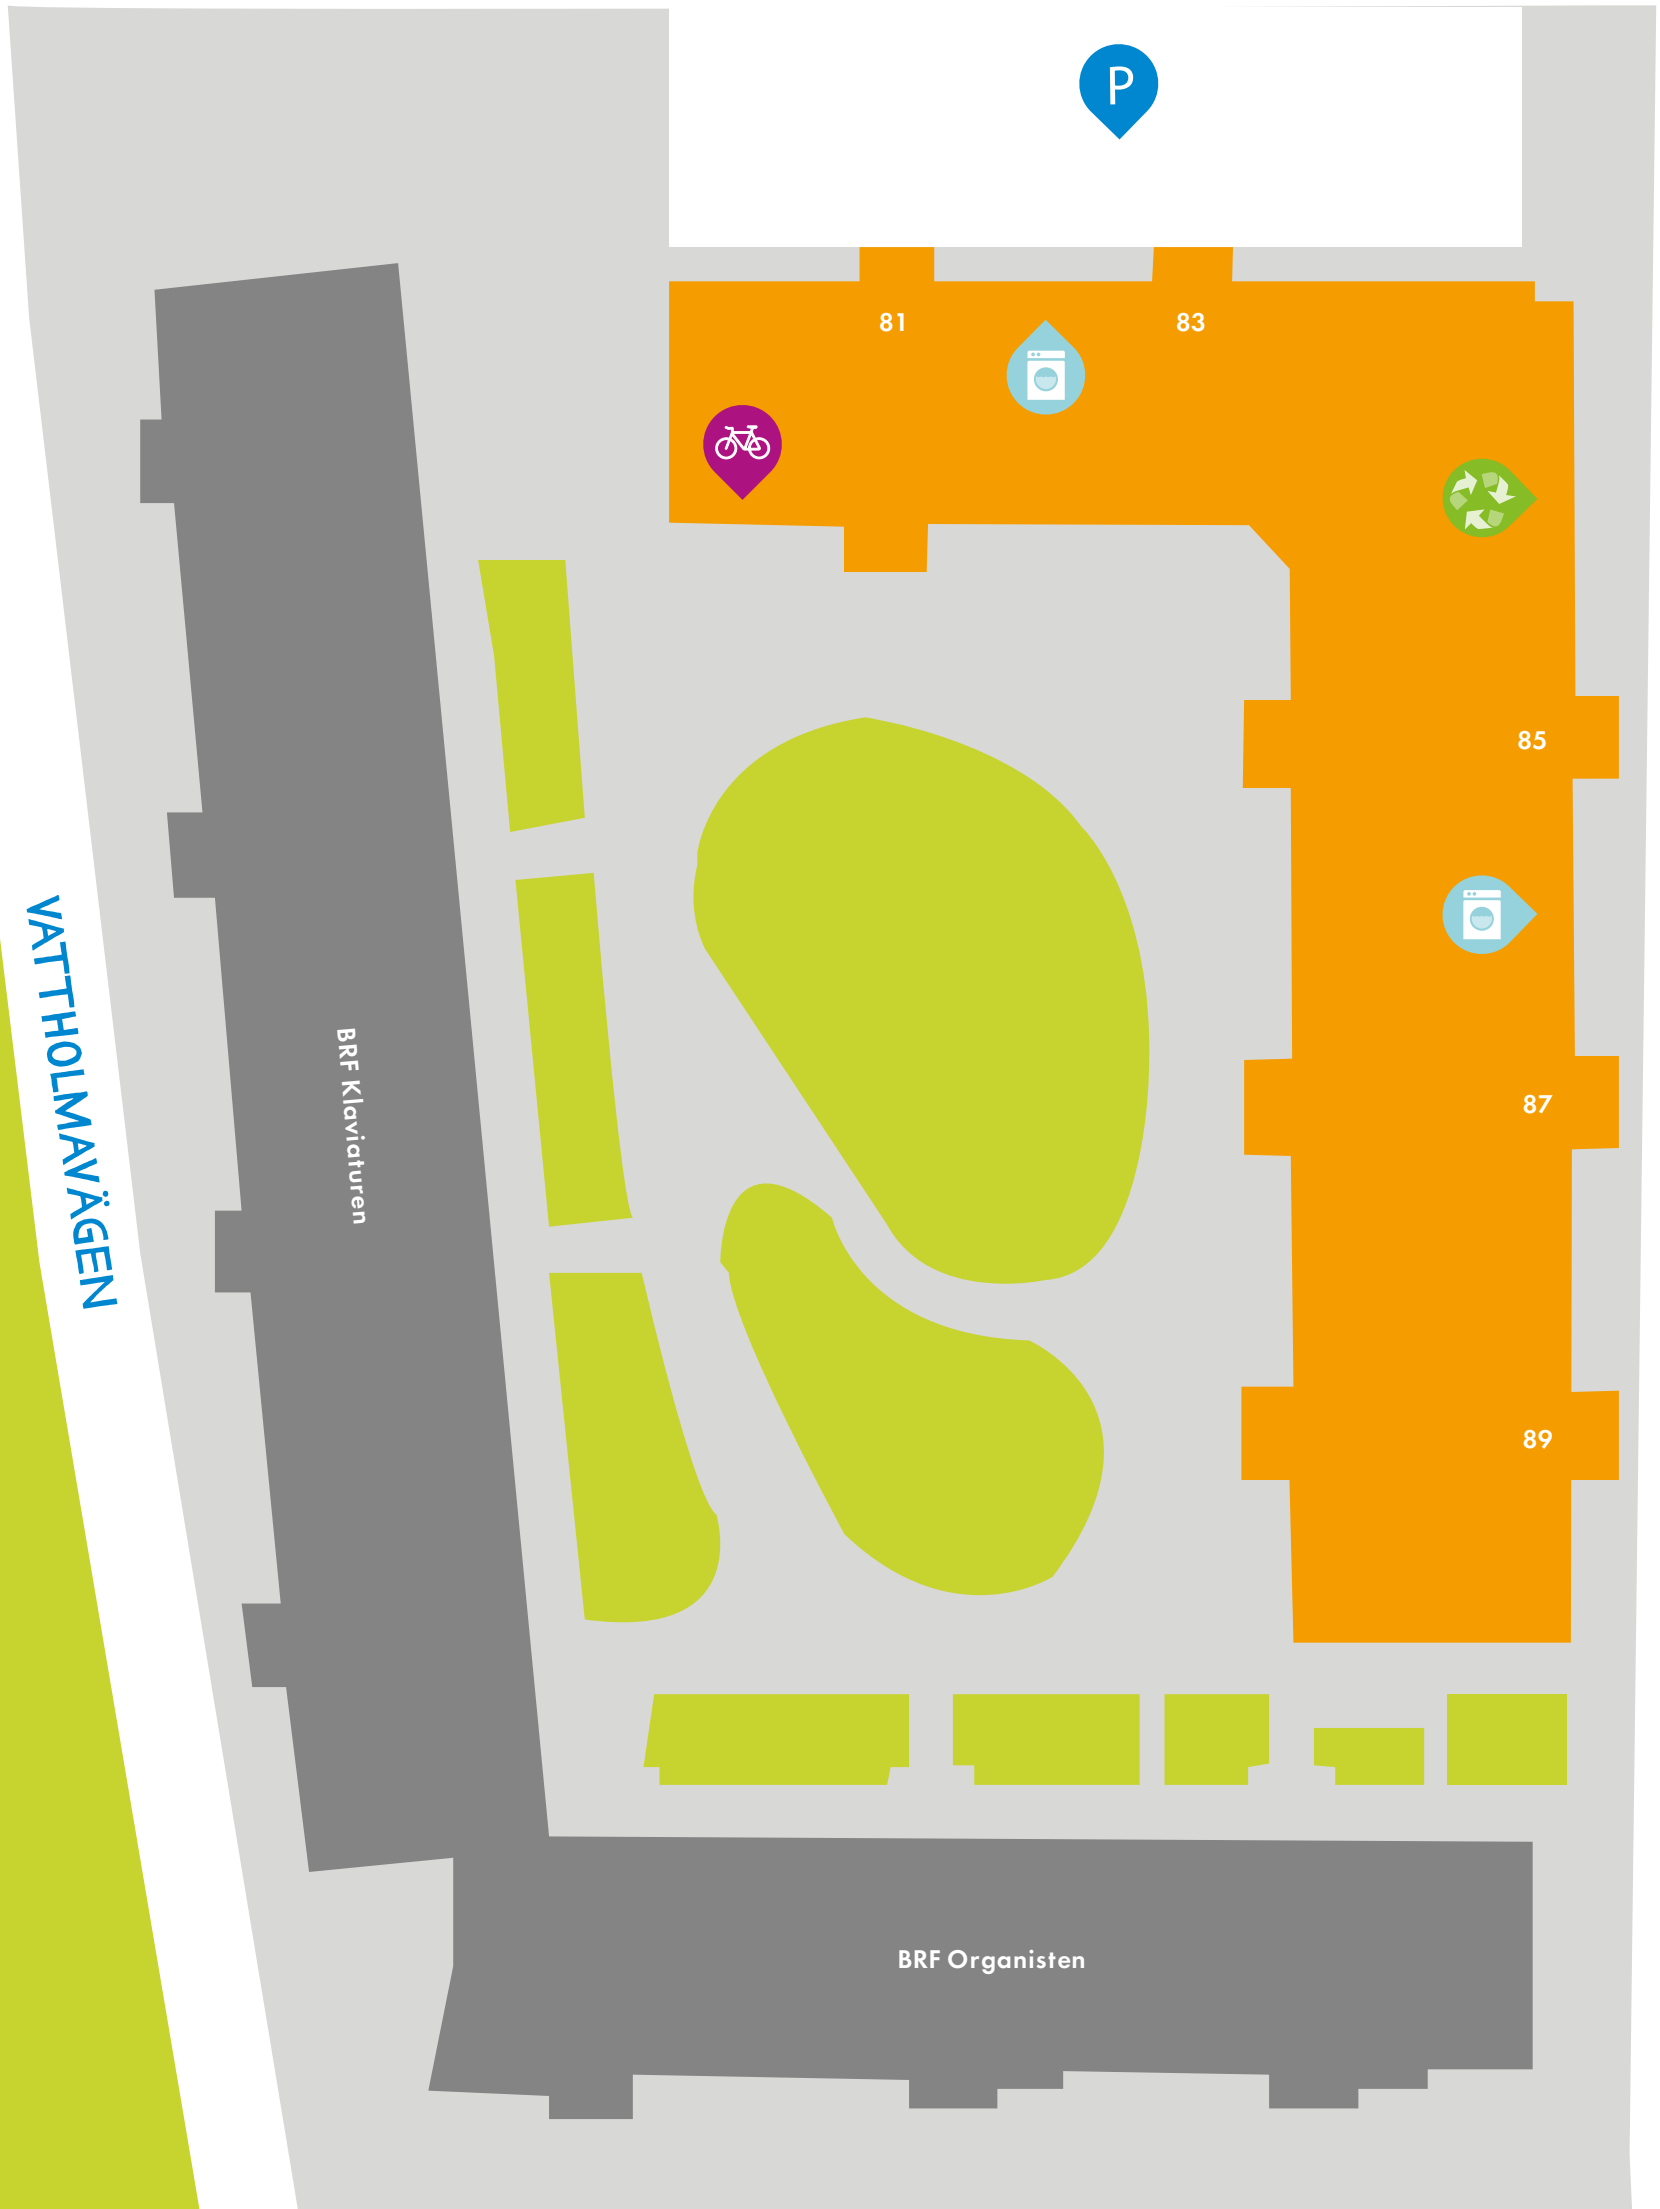 P
81
83
85
VATTHOLMAVÄGEN
BRF Klaviaturen
87
89
BRF Organisten